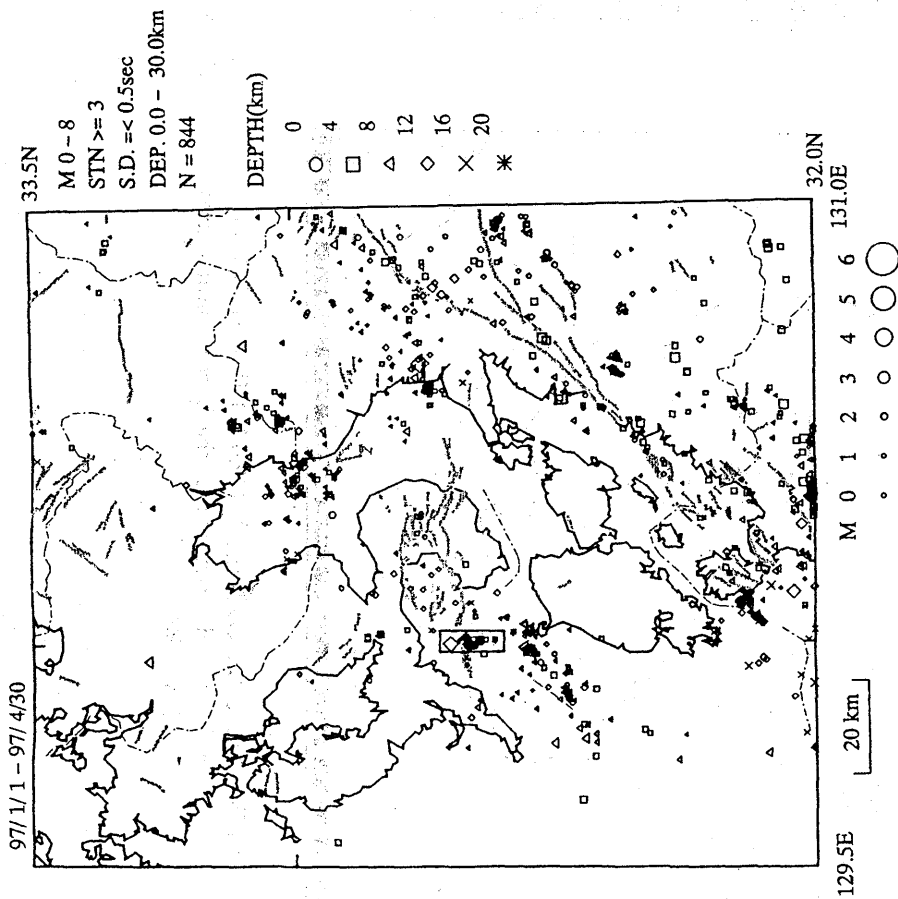 97/ 1/ 1 − 97/ 4/30
33.5N
M 0 ~ 8
STN >= 3
S.D. =< 0.5sec
DEP. 0.0 − 30.0km
N = 844
DEPTH(km)
0
4
8
12
16
20
32.0N
129.5E
131.0E
20 km
M 0 1 2 3 4 5 6